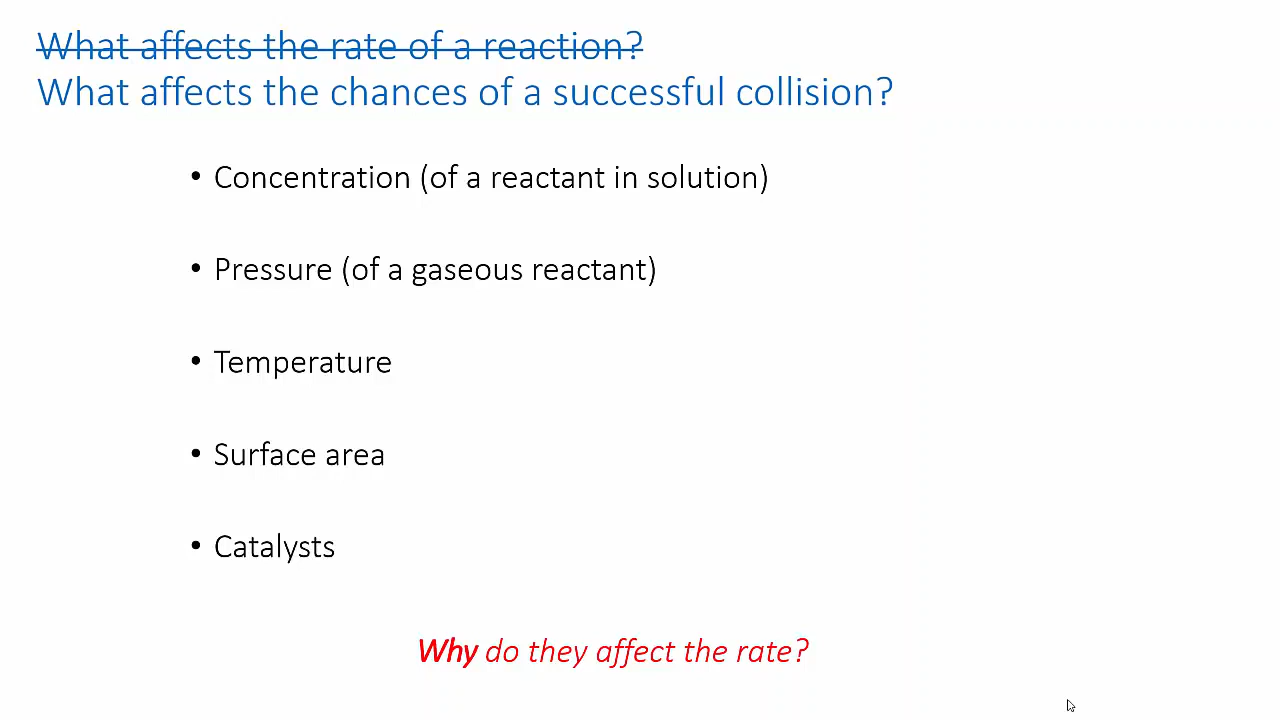 What affects the rate of a reaction?
What affects the chances of a successful collision?
• Concentration (of a reactant in solution)
• Pressure (of a gaseous reactant)
• Temperature
• Surface area
• Catalysts
Why do they affect the rate?